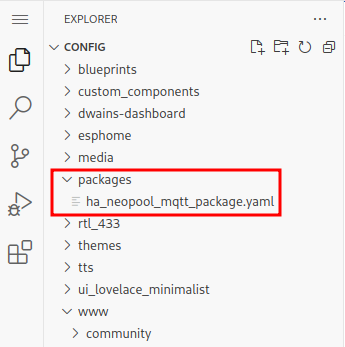 EXPLORER
CONFIG
blueprints
custom_components
dwains-dashboard
esphome
media
packages
ha_neopool_mqtt_package.yaml
rtl_433
themes
tts
ui_lovelace_minimalist
www
community